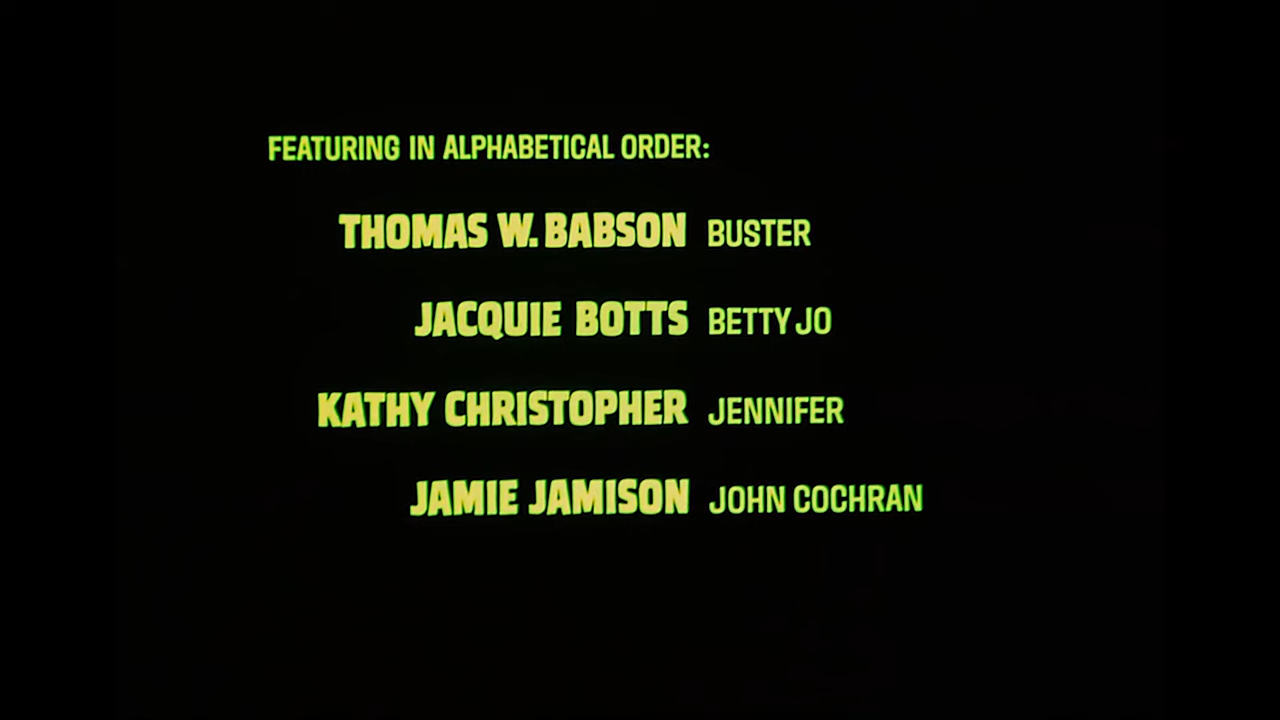 FEATURING IN ALPHABETICAL ORDER:
THOMAS W. BABSON BUSTER
JACQUIE BOTTS BETTY JO
KATHY CHRISTOPHER JENNIFER
JAMIE JAMISON JOHN COCHRAN